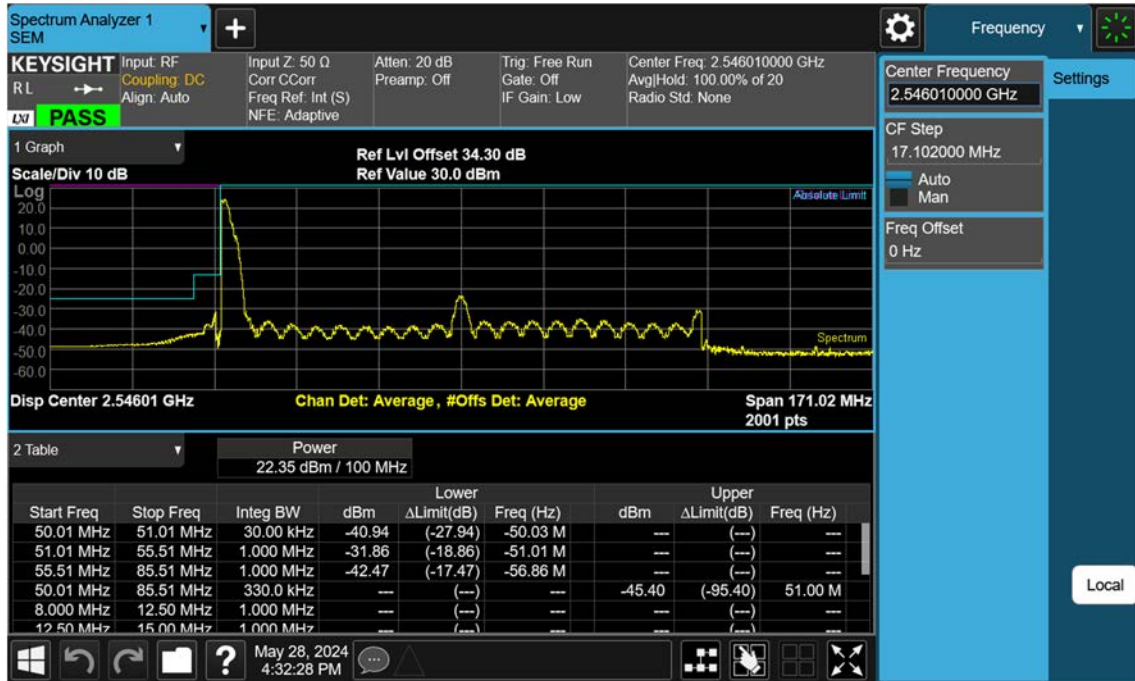 Spectrum Analyzer 1
SEM
Frequency
KEYSIGHT
R L
LXI PASS
Input: RF
Coupling: DC
Align: Auto
Input Z: 50 Ω
Corr CCorr
Freq Ref: Int (S)
NFE: Adaptive
Atten: 20 dB
Preamp: Off
Trig: Free Run
Gate: Off
IF Gain: Low
Center Freq: 2.546010000 GHz
Avg|Hold: 100.00% of 20
Radio Std: None
Center Frequency
2.546010000 GHz
Settings
CF Step
17.102000 MHz
Auto
Man
Freq Offset
0 Hz
Local
1 Graph
Scale/Div 10 dB
Ref Lvl Offset 34.30 dB
Ref Value 30.0 dBm
Log
Absolute Limit
20.0
10.0
0.00
-10.0
-20.0
-30.0
-40.0
-50.0
-60.0
Spectrum
Disp Center 2.54601 GHz
Chan Det: Average, #Offs Det: Average
Span 171.02 MHz
2001 pts
2 Table
Power
22.35 dBm / 100 MHz
Lower Upper
Start Freq Stop Freq Integ BW dBm ΔLimit(dB) Freq (Hz) dBm ΔLimit(dB) Freq (Hz)
50.01 MHz 51.01 MHz 30.00 kHz -40.94 (-27.94) -50.03 M --- (---) ---
51.01 MHz 55.51 MHz 1.000 MHz -31.86 (-18.86) -51.01 M --- (---) ---
55.51 MHz 85.51 MHz 1.000 MHz -42.47 (-17.47) -56.86 M --- (---) ---
50.01 MHz 85.51 MHz 330.0 kHz --- (---) --- -45.40 (-95.40) 51.00 M
8.000 MHz 12.50 MHz 1.000 MHz --- (---) --- --- (---) ---
12.50 MHz 15.00 MHz 1.000 MHz --- (---) --- --- (---) ---
May 28, 2024
4:32:28 PM